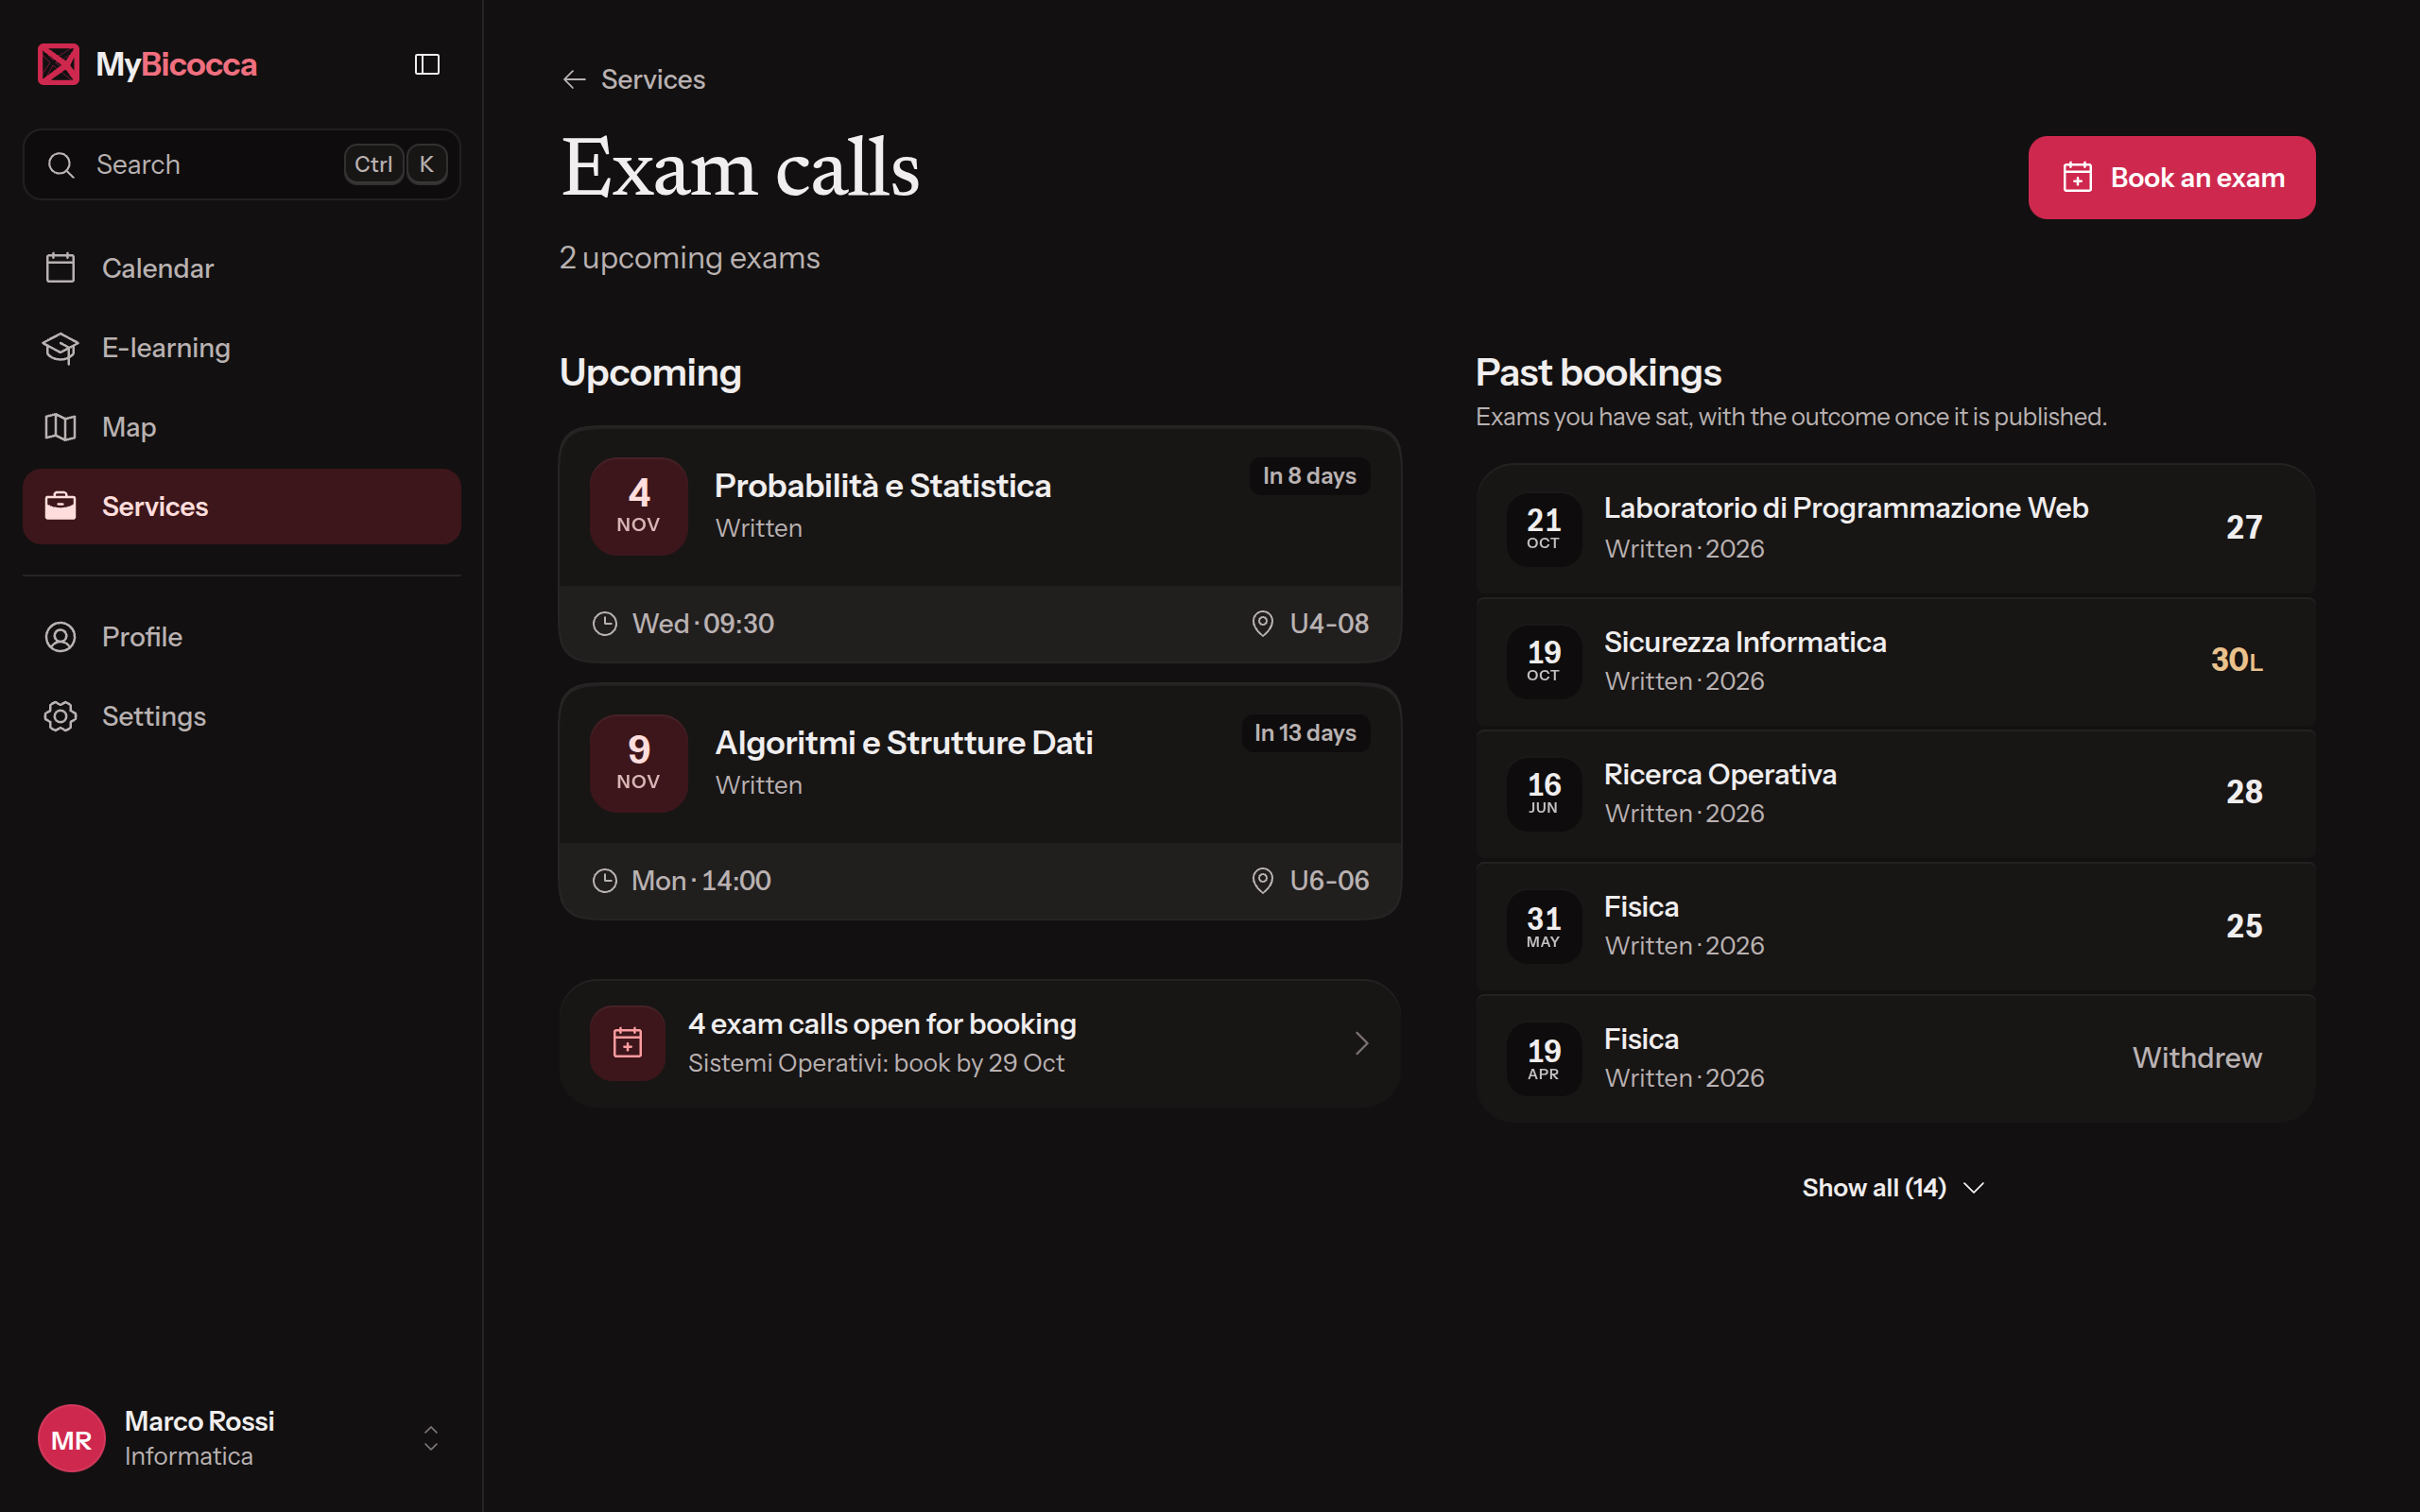 MyBicocca
Search Ctrl K
Calendar
E-learning
Map
Services
Profile
Settings
MR
Marco Rossi
Informatica
Services
Exam calls
2 upcoming exams
Book an exam
Upcoming
4
NOV
Probabilità e Statistica
Written
In 8 days
Wed · 09:30
U4-08
9
NOV
Algoritmi e Strutture Dati
Written
In 13 days
Mon · 14:00
U6-06
4 exam calls open for booking
Sistemi Operativi: book by 29 Oct
Past bookings
Exams you have sat, with the outcome once it is published.
21
OCT
Laboratorio di Programmazione Web
Written · 2026
27
19
OCT
Sicurezza Informatica
Written · 2026
30L
16
JUN
Ricerca Operativa
Written · 2026
28
31
MAY
Fisica
Written · 2026
25
19
APR
Fisica
Written · 2026
Withdrew
Show all (14)